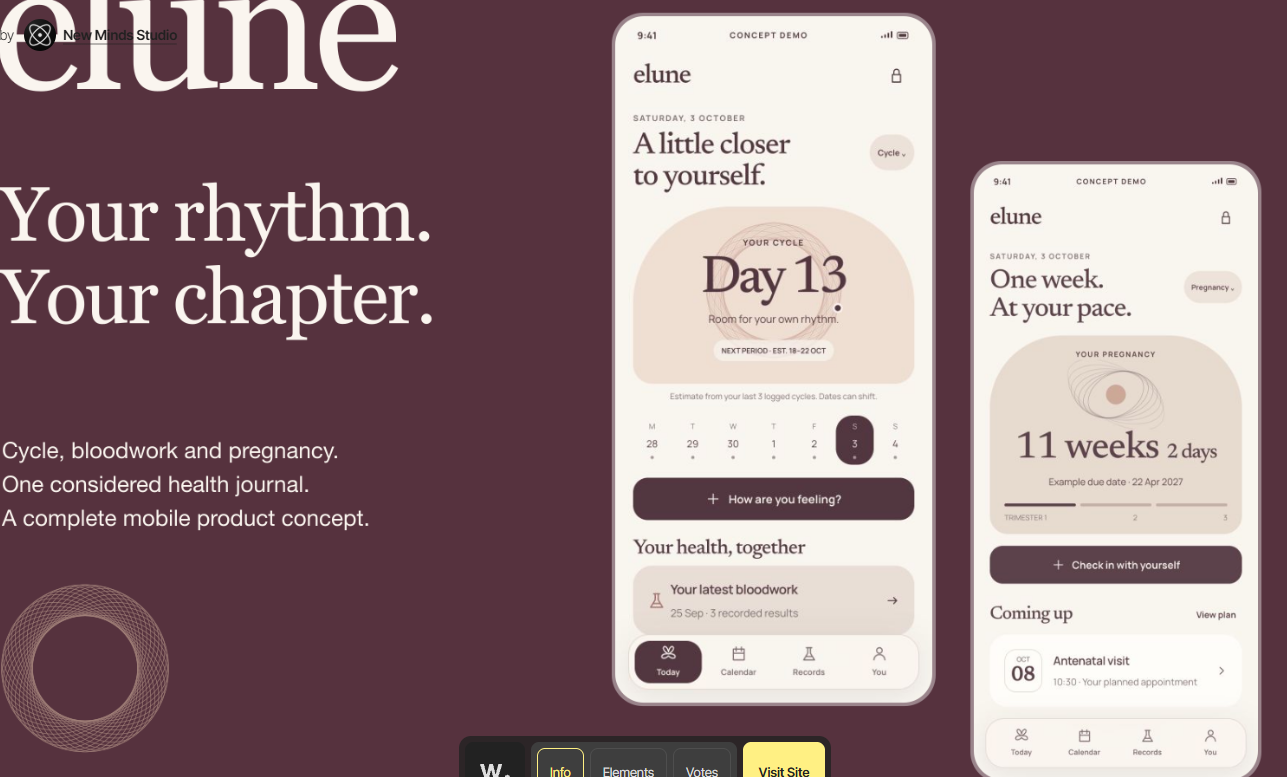 elune
by New Minds Studio
Your rhythm.
Your chapter.
Cycle, bloodwork and pregnancy.
One considered health journal.
A complete mobile product concept.
9:41 CONCEPT DEMO
elune
SATURDAY, 3 OCTOBER
A little closer
to yourself.
Cycle
YOUR CYCLE
Day 13
Room for your own rhythm.
NEXT PERIOD · EST. 18–22 OCT
Estimate from your last 3 logged cycles. Dates can shift.
M T W T F S S
28 29 30 1 2 3 4
How are you feeling?
Your health, together
Your latest bloodwork
25 Sep · 3 recorded results
Today Calendar Records You
9:41 CONCEPT DEMO
elune
SATURDAY, 3 OCTOBER
One week.
At your pace.
Pregnancy
YOUR PREGNANCY
11 weeks 2 days
Example due date · 22 Apr 2027
TRIMESTER 1 2 3
Check in with yourself
Coming up View plan
OCT
08
Antenatal visit
10:30 · Your planned appointment
Today Calendar Records You
W. Info Elements Votes Visit Site